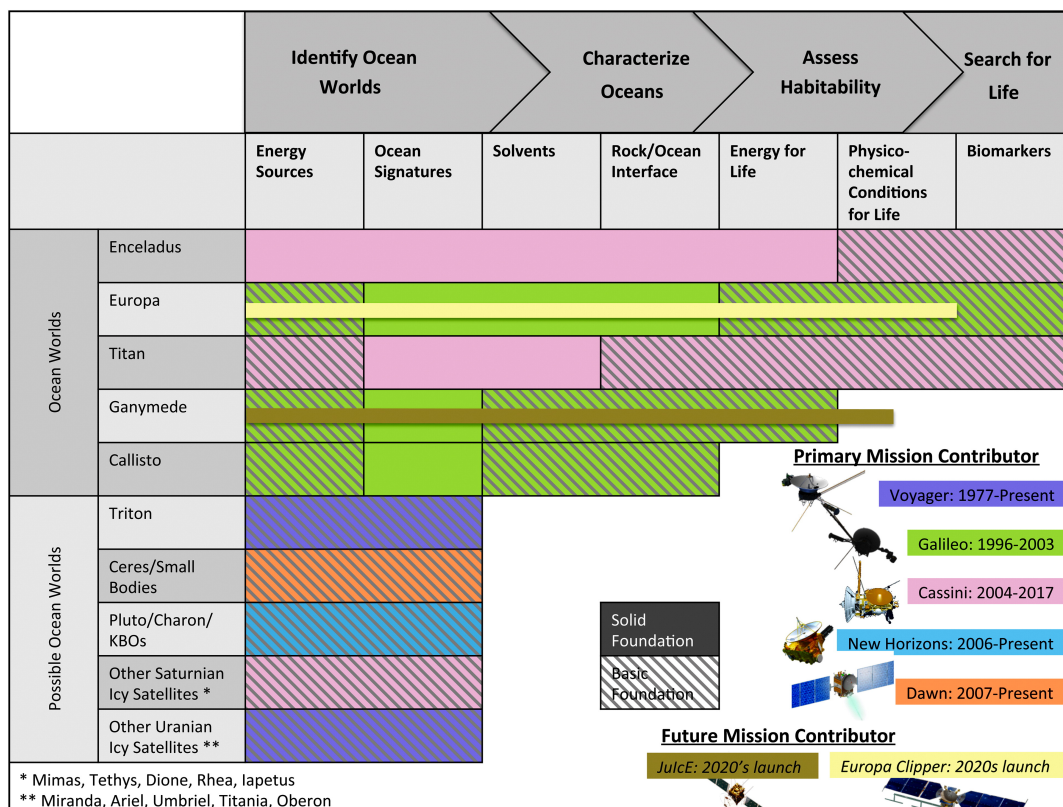 Identify Ocean
Worlds
Characterize
Oceans
Assess
Habitability
Search for
Life
Energy
Sources
Ocean
Signatures
Solvents
Rock/Ocean
Interface
Energy for
Life
Physico-
chemical
Conditions
for Life
Biomarkers
Ocean Worlds
Enceladus
Europa
Titan
Ganymede
Callisto
Possible Ocean Worlds
Triton
Ceres/Small
Bodies
Pluto/Charon/
KBOs
Other Saturnian
Icy Satellites *
Other Uranian
Icy Satellites **
Solid
Foundation
Basic
Foundation
Primary Mission Contributor
Voyager: 1977-Present
Galileo: 1996-2003
Cassini: 2004-2017
New Horizons: 2006-Present
Dawn: 2007-Present
Future Mission Contributor
JuIcE: 2020's launch
Europa Clipper: 2020s launch
* Mimas, Tethys, Dione, Rhea, Iapetus
** Miranda, Ariel, Umbriel, Titania, Oberon